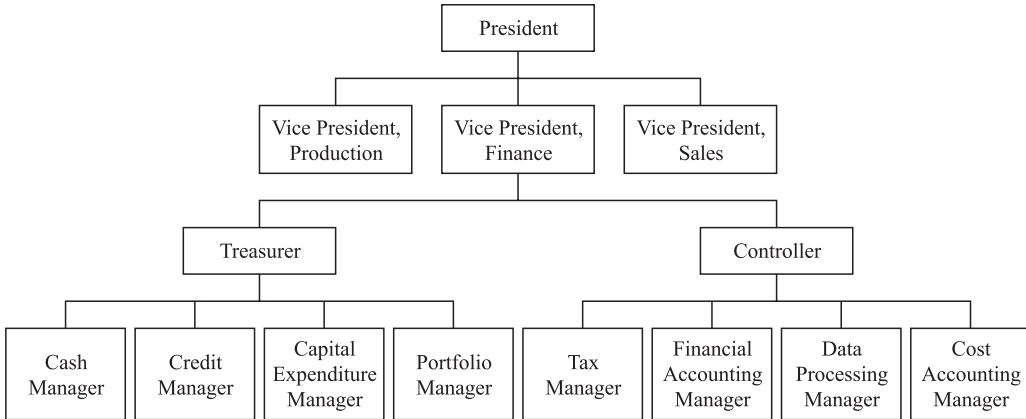 President
Vice President,
Production
Vice President,
Finance
Vice President,
Sales
Treasurer
Controller
Cash
Manager
Credit
Manager
Capital
Expenditure
Manager
Portfolio
Manager
Tax
Manager
Financial
Accounting
Manager
Data
Processing
Manager
Cost
Accounting
Manager